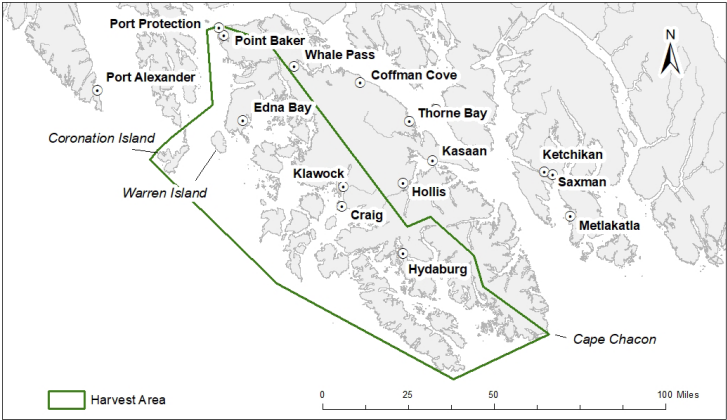 Port Protection
Point Baker
N
Whale Pass
Port Alexander
Coffman Cove
Edna Bay
Thorne Bay
Coronation Island
Kasaan
Ketchikan
Warren Island
Klawock
Saxman
Hollis
Craig
Metlakatla
Hydaburg
Cape Chacon
Harvest Area
0 25 50 100 Miles